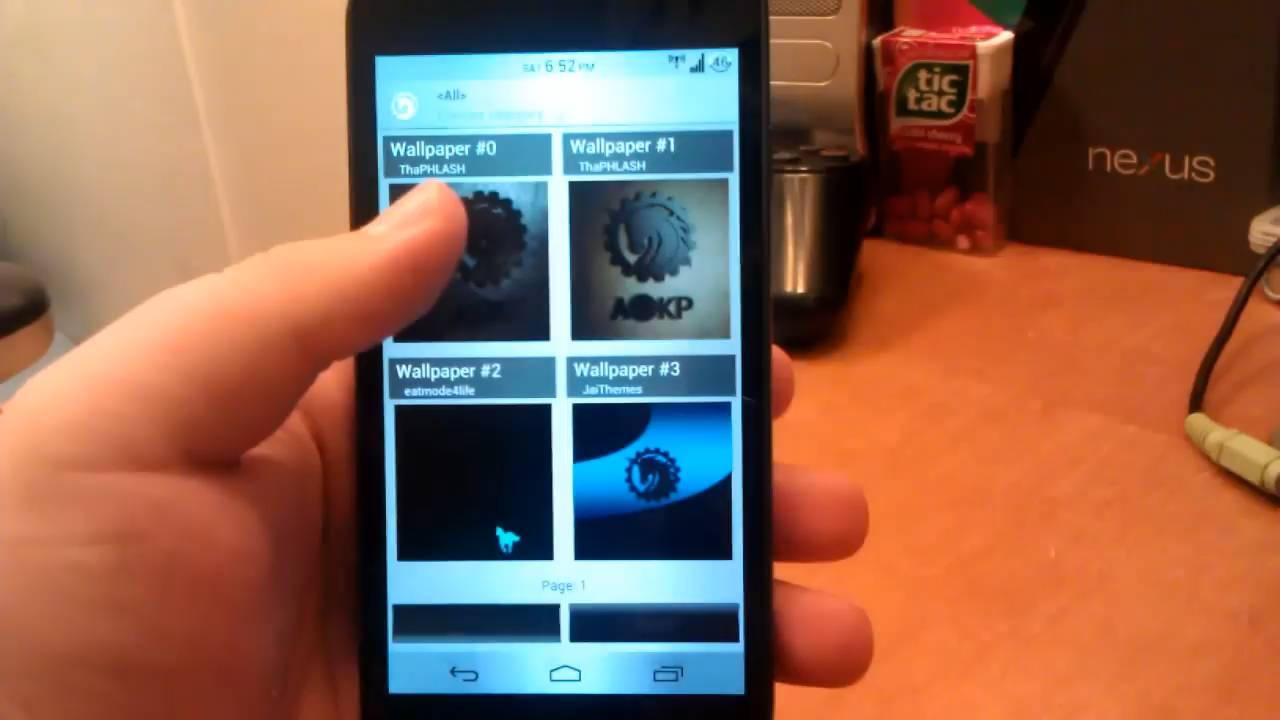 SAT 6:52 PM
46
<All>
Wallpaper #0
ThaPHLASH
Wallpaper #1
ThaPHLASH
AOKP
Wallpaper #2
eatmode4life
Wallpaper #3
JaiThemes
Page: 1
tic
tac
nexus